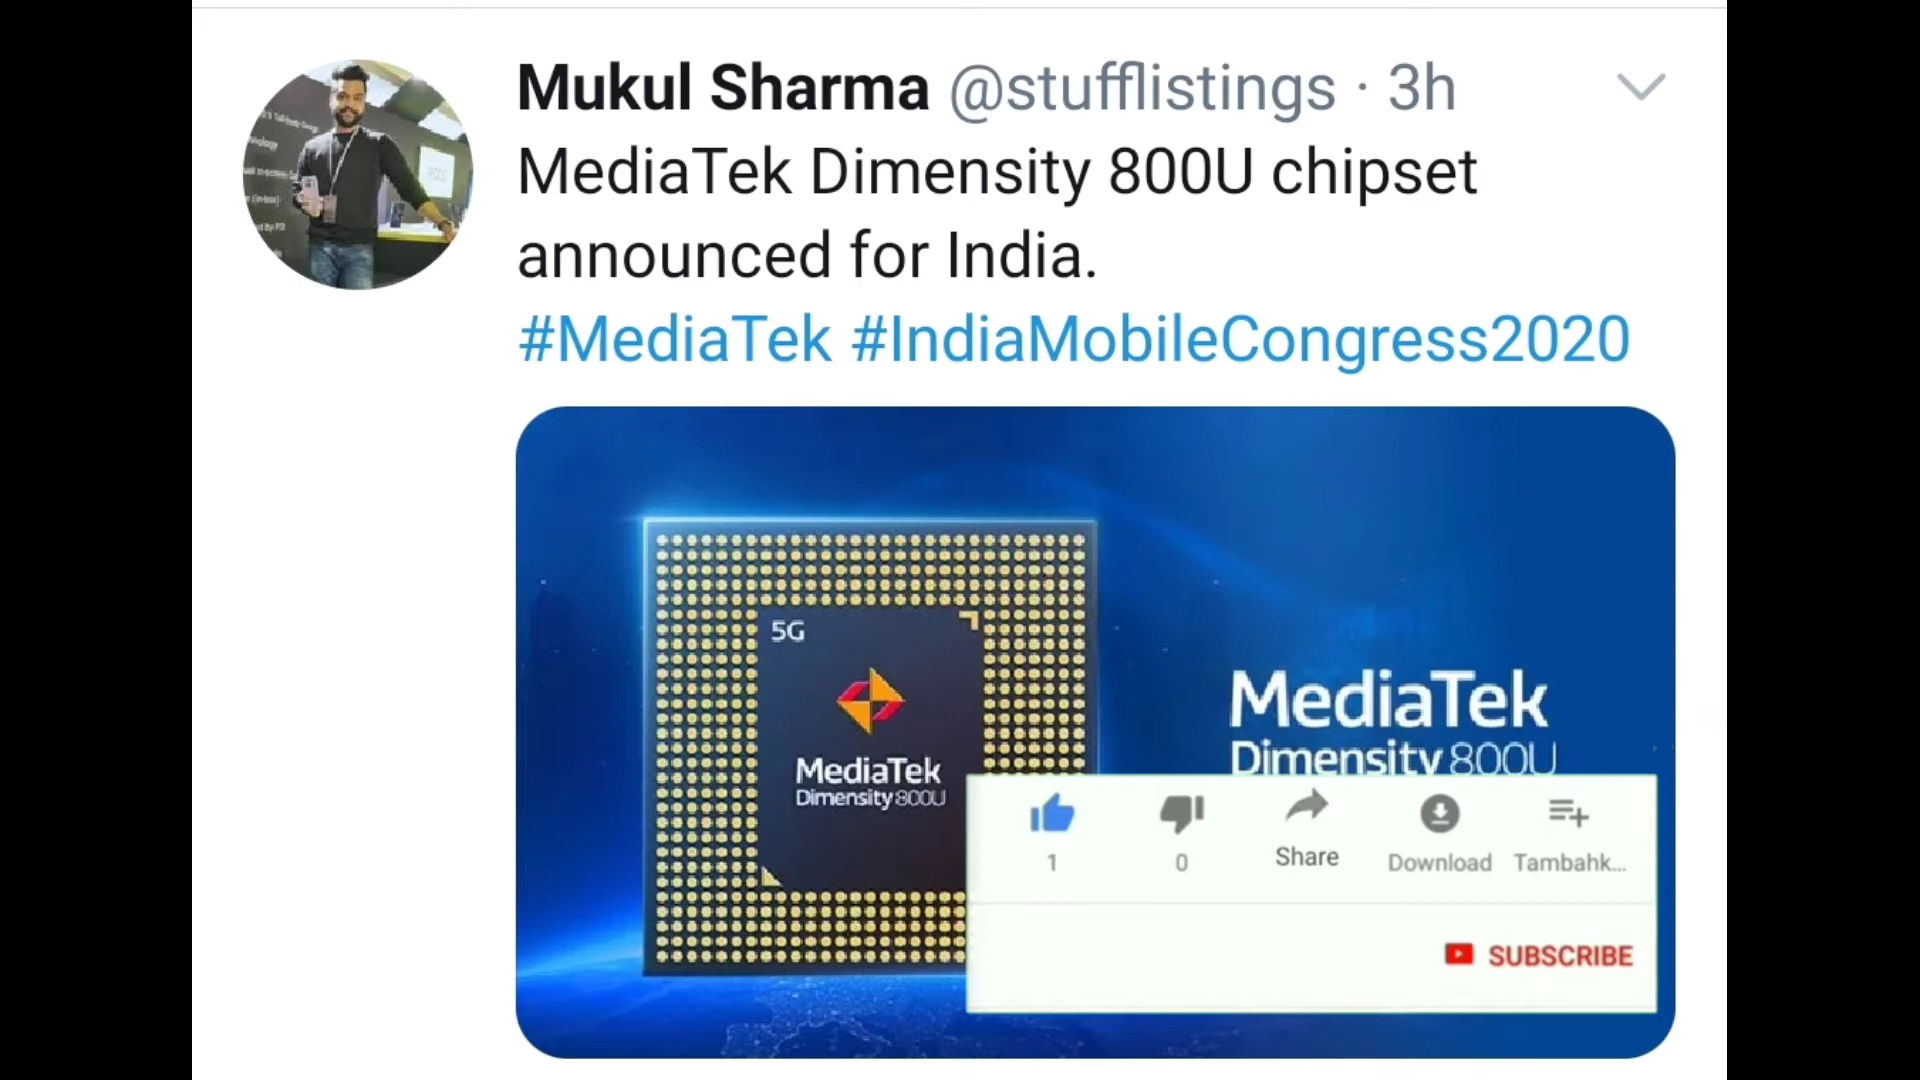 Mukul Sharma @stufflistings · 3h
MediaTek Dimensity 800U chipset
announced for India.
#MediaTek #IndiaMobileCongress2020
5G
MediaTek
Dimensity 800U
MediaTek
Dimensity 800U
1
0
Share
Download
Tambahk...
SUBSCRIBE